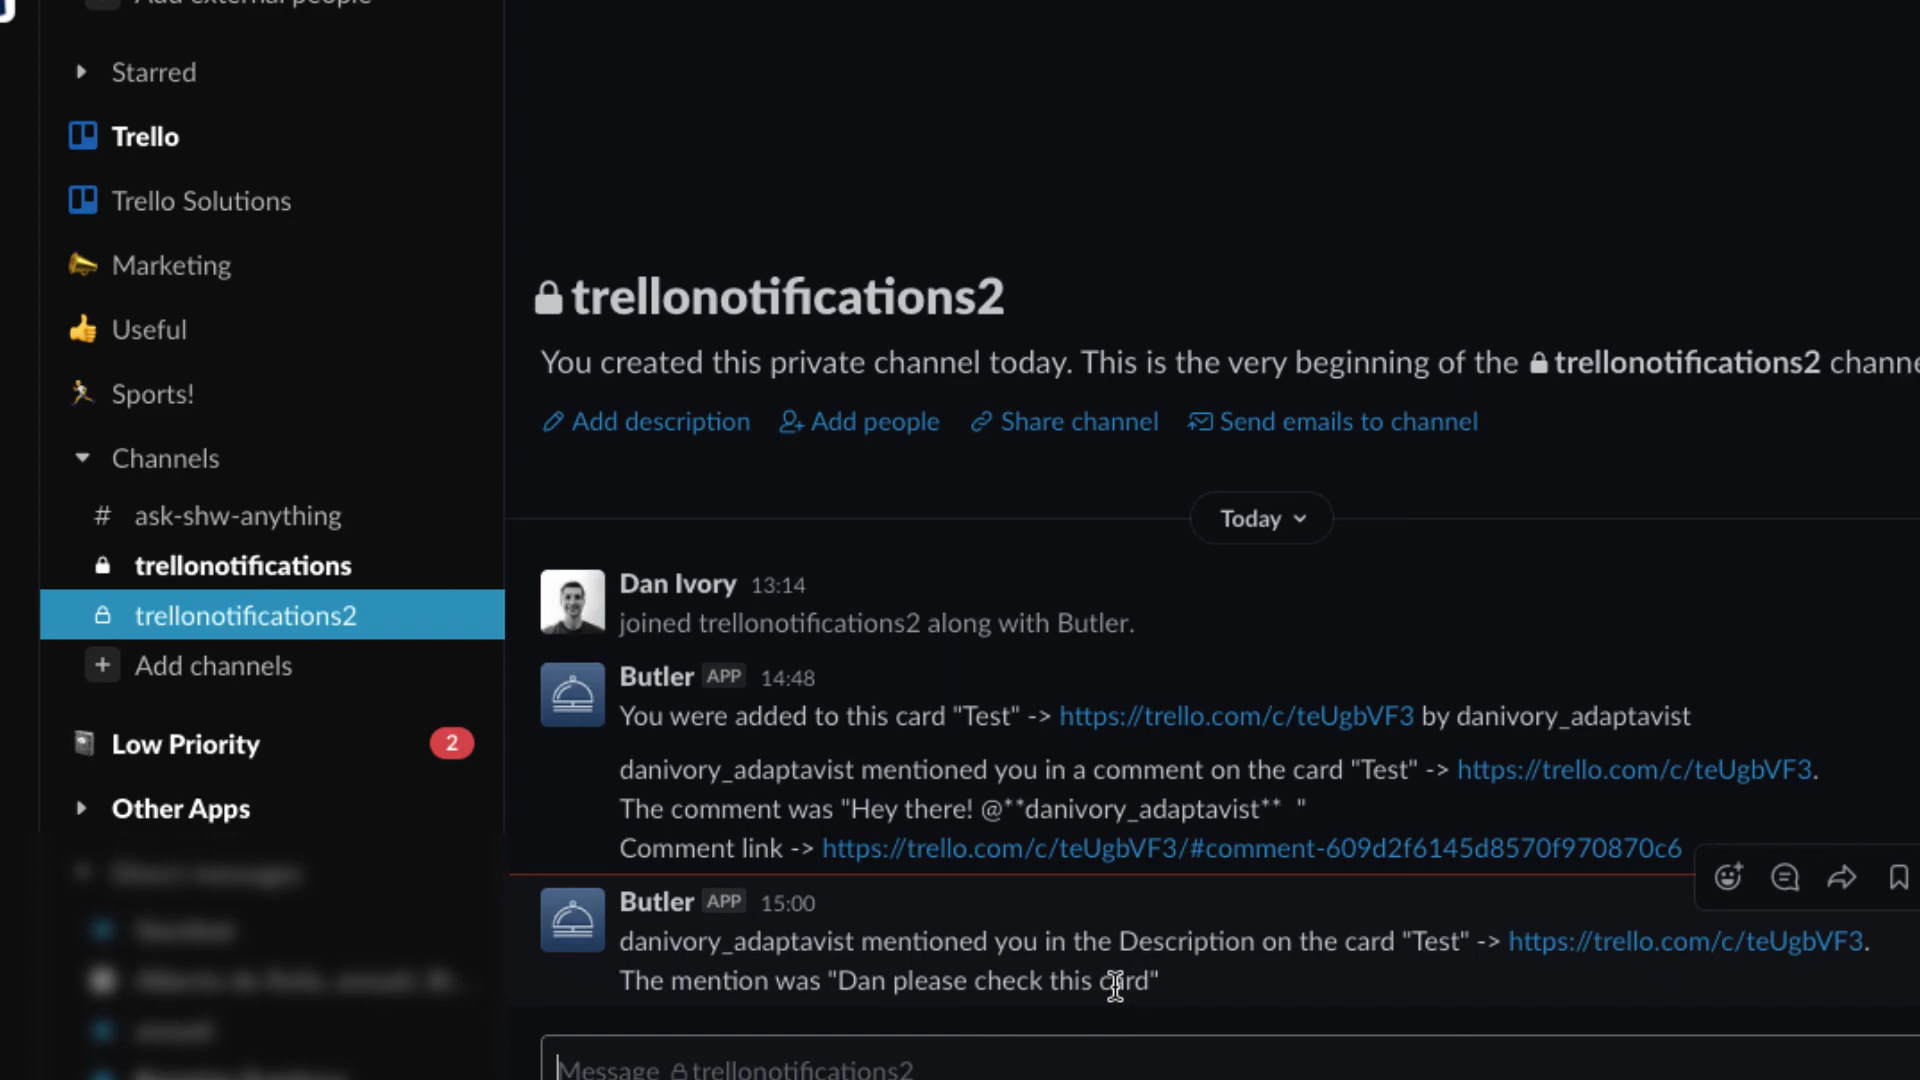 Add external people
Starred
Trello
Trello Solutions
Marketing
Useful
Sports!
Channels
# ask-shw-anything
trellonotifications
trellonotifications2
+ Add channels
Low Priority 2
Other Apps
Direct messages
trellonotifications2
You created this private channel today. This is the very beginning of the trellonotifications2 channe
Add description Add people Share channel Send emails to channel
Today
Dan Ivory 13:14
joined trellonotifications2 along with Butler.
Butler APP 14:48
You were added to this card "Test" -> https://trello.com/c/teUgbVF3 by danivory_adaptavist
danivory_adaptavist mentioned you in a comment on the card "Test" -> https://trello.com/c/teUgbVF3.
The comment was "Hey there! @**danivory_adaptavist** "
Comment link -> https://trello.com/c/teUgbVF3/#comment-609d2f6145d8570f970870c6
Butler APP 15:00
danivory_adaptavist mentioned you in the Description on the card "Test" -> https://trello.com/c/teUgbVF3.
The mention was "Dan please check this card"
Message trellonotifications2